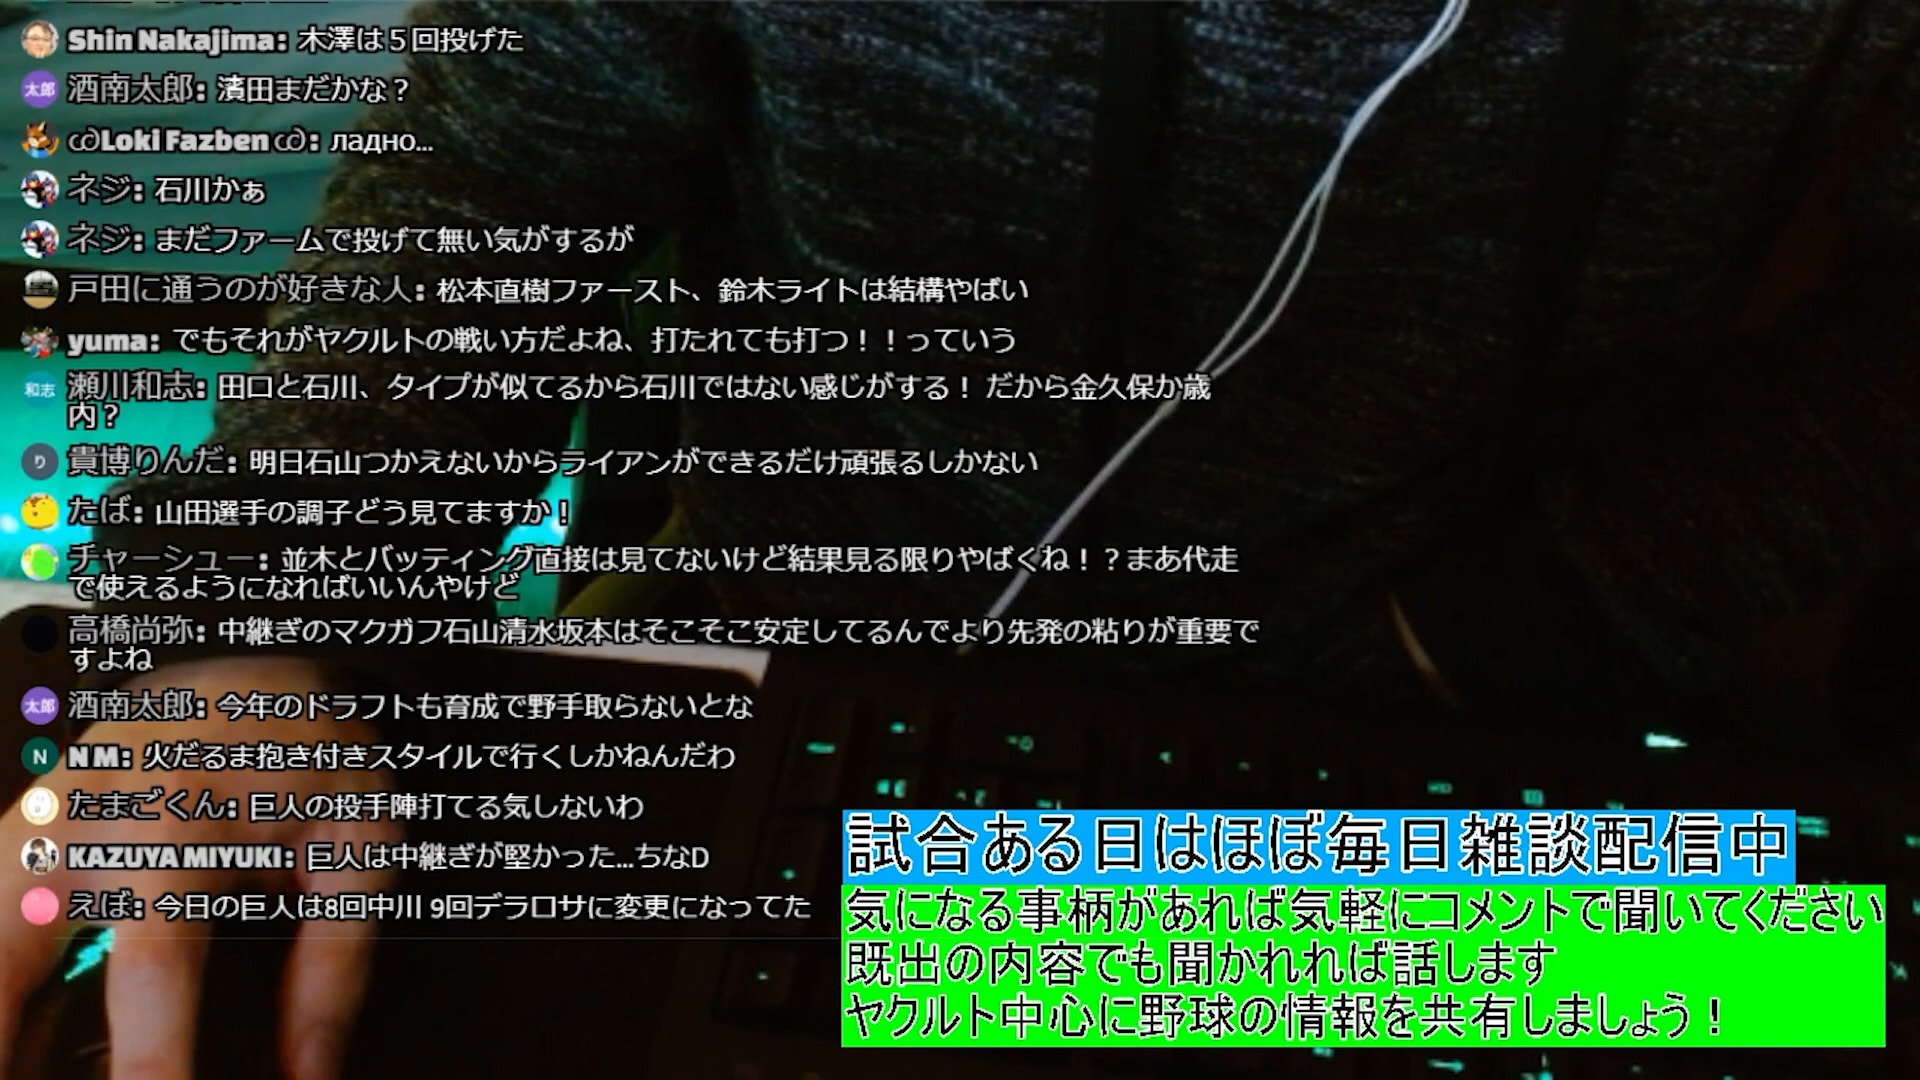 Shin Nakajima: 木澤は５回投げた
太郎 酒南太郎: 濱田まだかな？
Loki Fazben: ладно...
ネジ: 石川かぁ
ネジ: まだファームで投げて無い気がするが
戸田に通うのが好きな人: 松本直樹ファースト、鈴木ライトは結構やばい
yuma: でもそれがヤクルトの戦い方だよね、打たれても打つ！！っていう
和志 瀬川和志: 田口と石川、タイプが似てるから石川ではない感じがする！ だから金久保か歳
内？
り 貴博りんだ: 明日石山つかえないからライアンができるだけ頑張るしかない
たば: 山田選手の調子どう見てますか！
チャーシュー: 並木とバッティング直接は見てないけど結果見る限りやばくね！？まあ代走
で使えるようになればいいんやけど
高橋尚弥: 中継ぎのマクガフ石山清水坂本はそこそこ安定してるんでより先発の粘りが重要で
すよね
太郎 酒南太郎: 今年のドラフトも育成で野手取らないとな
N N M: 火だるま抱き付きスタイルで行くしかねんだわ
たまごくん: 巨人の投手陣打てる気しないわ
KAZUYA MIYUKI: 巨人は中継ぎが堅かった...ちなD
えぼ: 今日の巨人は8回中川 9回デラロサに変更になってた
試合ある日はほぼ毎日雑談配信中
気になる事柄があれば気軽にコメントで聞いてください
既出の内容でも聞かれれば話します
ヤクルト中心に野球の情報を共有しましょう！